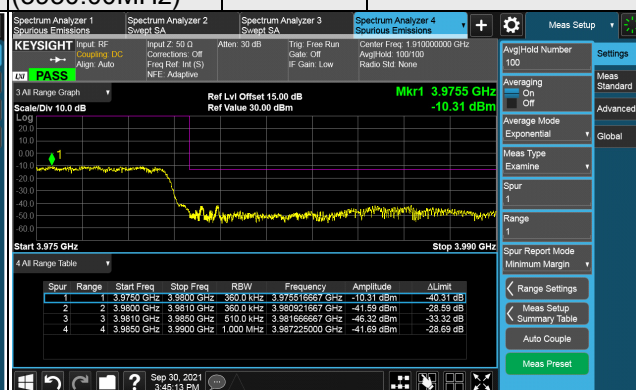 Spectrum Analyzer 1
Spurious Emissions
Spectrum Analyzer 2
Swept SA
Spectrum Analyzer 3
Swept SA
Spectrum Analyzer 4
Spurious Emissions
+
Meas Setup
KEYSIGHT
Input: RF
Coupling: DC
Align: Auto
Input Z: 50 Ω
Corrections: Off
Freq Ref: Int (S)
NFE: Adaptive
Atten: 30 dB
Trig: Free Run
Gate: Off
IF Gain: Low
Center Freq: 1.910000000 GHz
Avg|Hold: 100/100
Radio Std: None
LXI PASS
3 All Range Graph
Scale/Div 10.0 dB
Ref Lvl Offset 15.00 dB
Ref Value 30.00 dBm
Mkr1 3.9755 GHz
-10.31 dBm
Log
20.0
10.0
0.00
-10.0
-20.0
-30.0
-40.0
-50.0
-60.0
1
Start 3.975 GHz
Stop 3.990 GHz
4 All Range Table
Spur Range Start Freq Stop Freq RBW Frequency Amplitude ΔLimit
1 1 3.9750 GHz 3.9800 GHz 360.0 kHz 3.975516667 GHz -10.31 dBm -40.31 dB
2 2 3.9800 GHz 3.9810 GHz 360.0 kHz 3.980921667 GHz -41.59 dBm -28.59 dB
3 3 3.9810 GHz 3.9850 GHz 510.0 kHz 3.981666667 GHz -46.32 dBm -33.32 dB
4 4 3.9850 GHz 3.9900 GHz 1.000 MHz 3.987225000 GHz -41.69 dBm -28.69 dB
Avg|Hold Number
100
Averaging
On
Off
Average Mode
Exponential
Meas Type
Examine
Spur
1
Range
1
Spur Report Mode
Minimum Margin
Range Settings
Meas Setup
Summary Table
Auto Couple
Meas Preset
Settings
Meas
Standard
Advanced
Global
?
Sep 30, 2021
3:45:13 PM